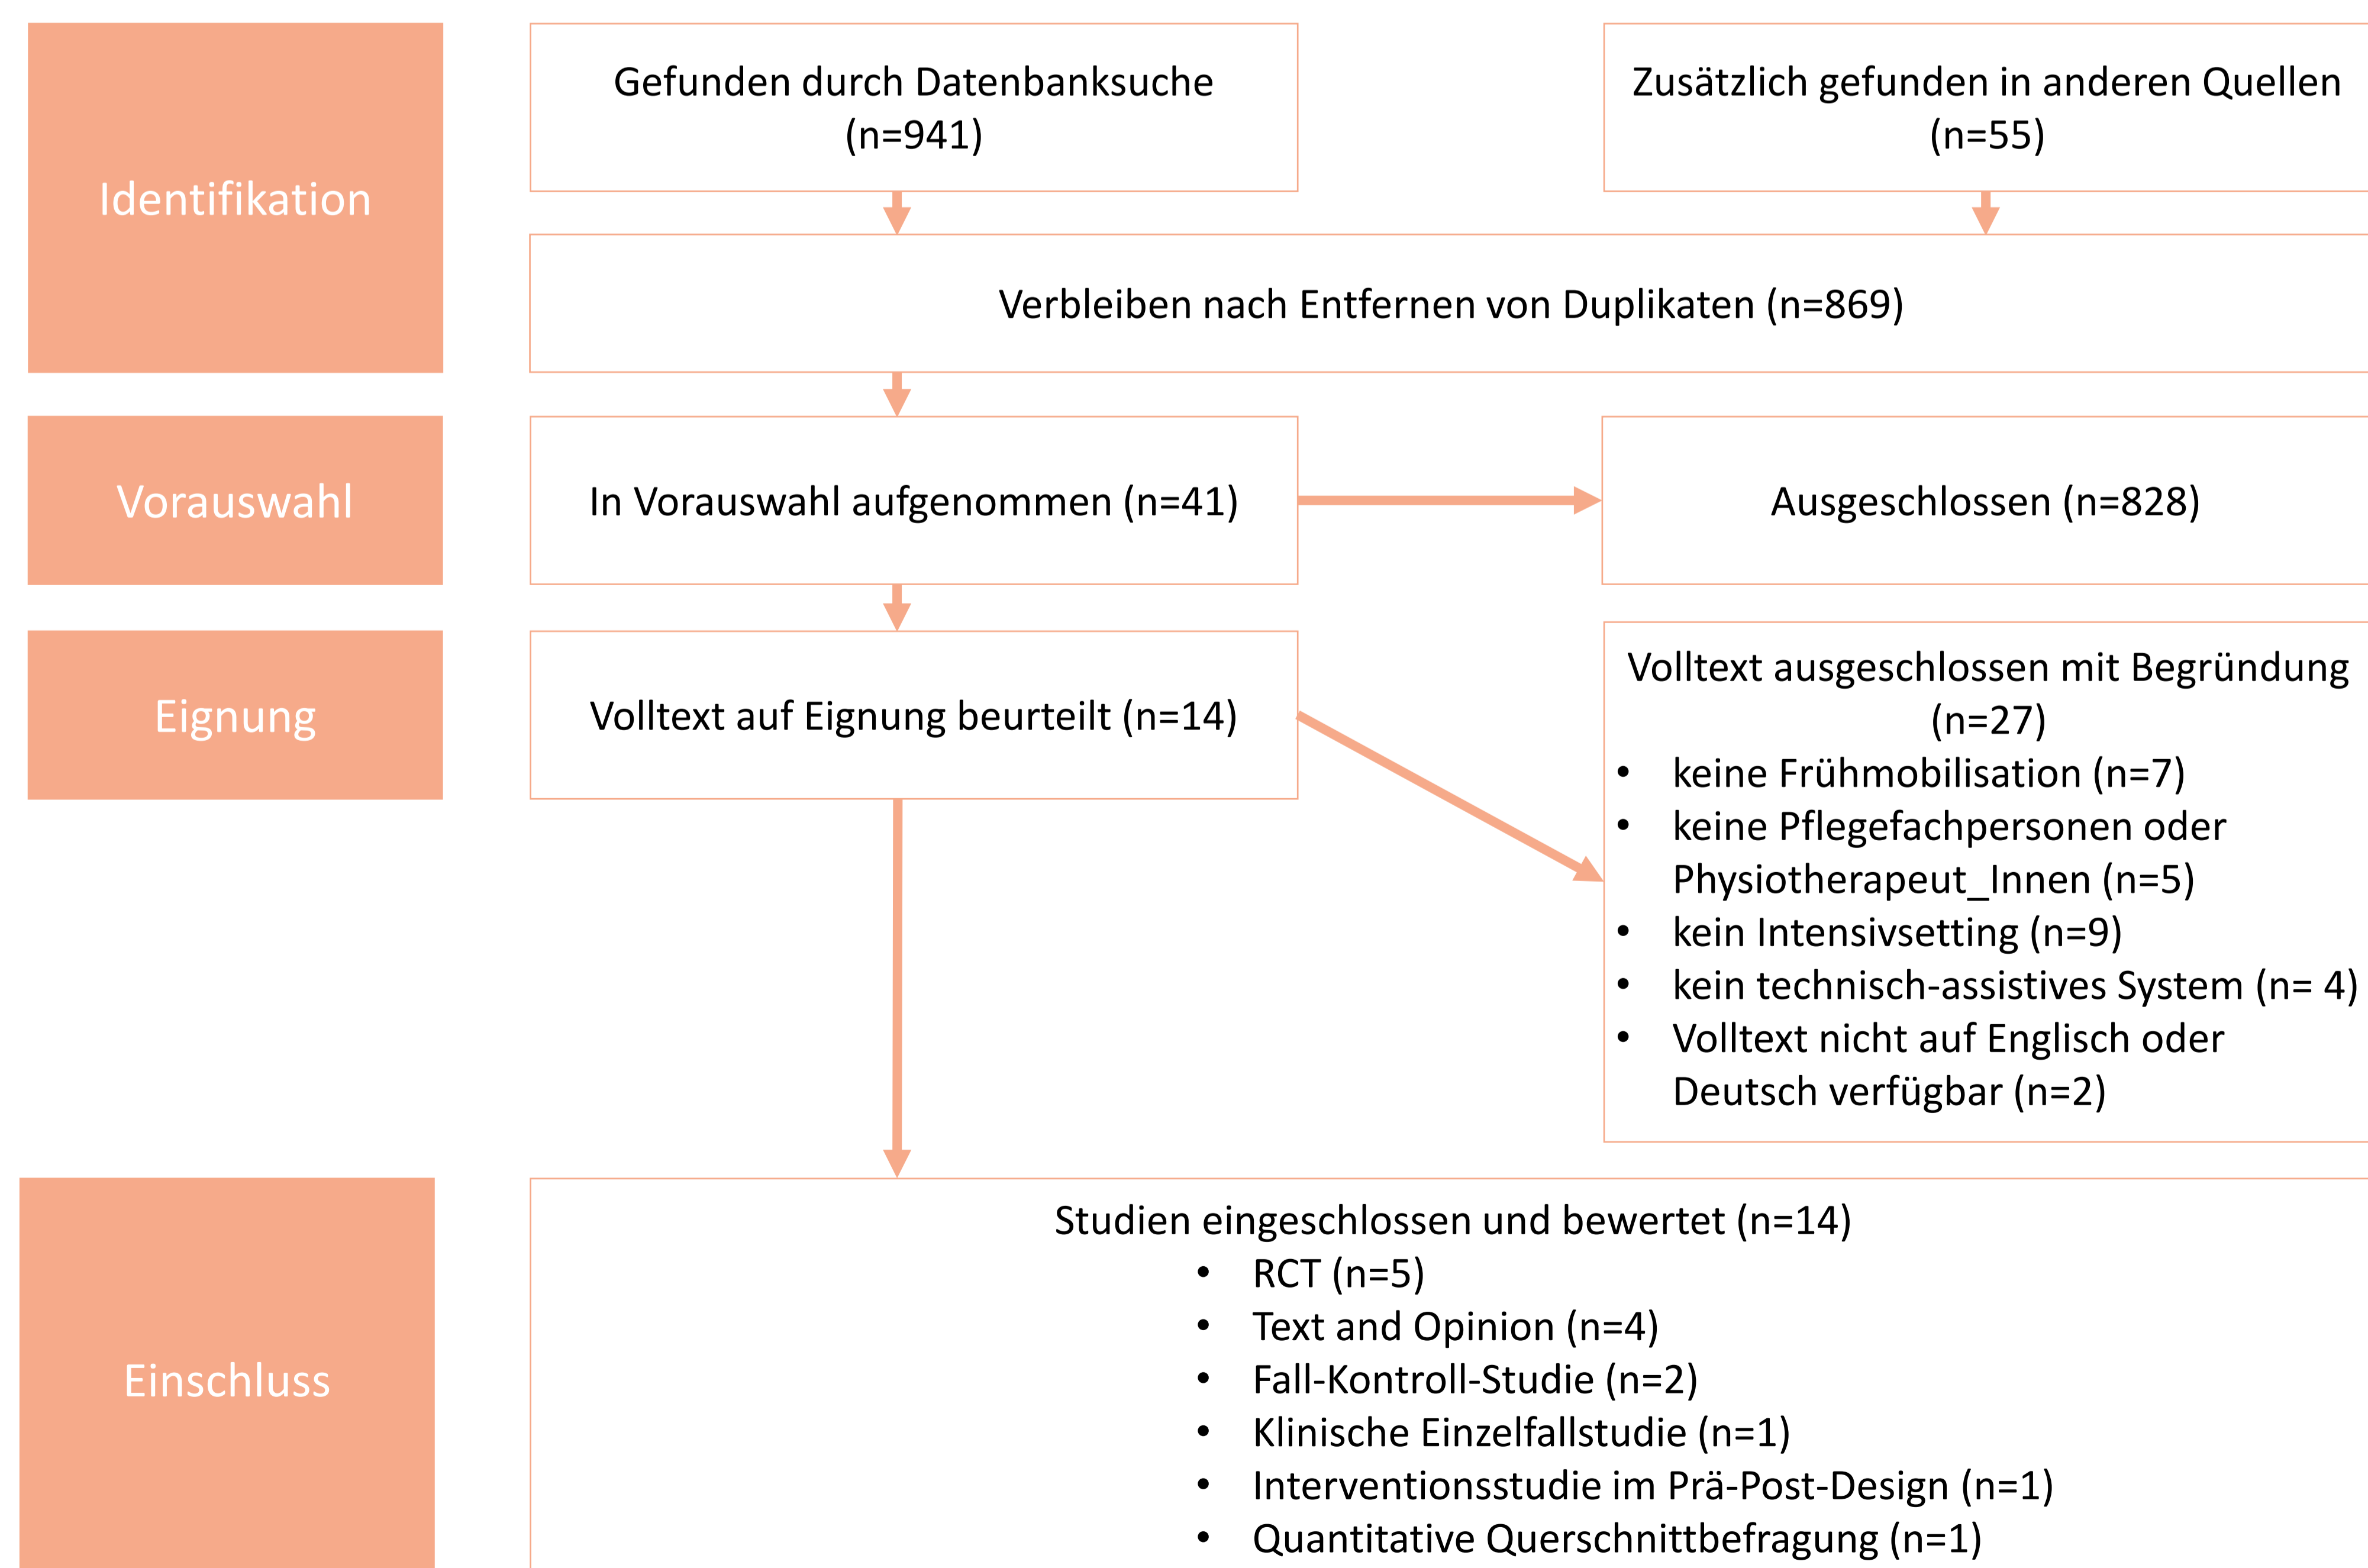 Identifikation
Gefunden durch Datenbanksuche
(n=941)
Zusätzlich gefunden in anderen Quellen
(n=55)
Verbleiben nach Entfernen von Duplikaten (n=869)
Vorauswahl
In Vorauswahl aufgenommen (n=41)
Ausgeschlossen (n=828)
Eignung
Volltext auf Eignung beurteilt (n=14)
Volltext ausgeschlossen mit Begründung
(n=27)
• keine Frühmobilisation (n=7)
• keine Pflegefachpersonen oder
Physiotherapeut_Innen (n=5)
• kein Intensivsetting (n=9)
• kein technisch-assistives System (n= 4)
• Volltext nicht auf Englisch oder
Deutsch verfügbar (n=2)
Einschluss
Studien eingeschlossen und bewertet (n=14)
• RCT (n=5)
• Text and Opinion (n=4)
• Fall-Kontroll-Studie (n=2)
• Klinische Einzelfallstudie (n=1)
• Interventionsstudie im Prä-Post-Design (n=1)
• Quantitative Querschnittbefragung (n=1)